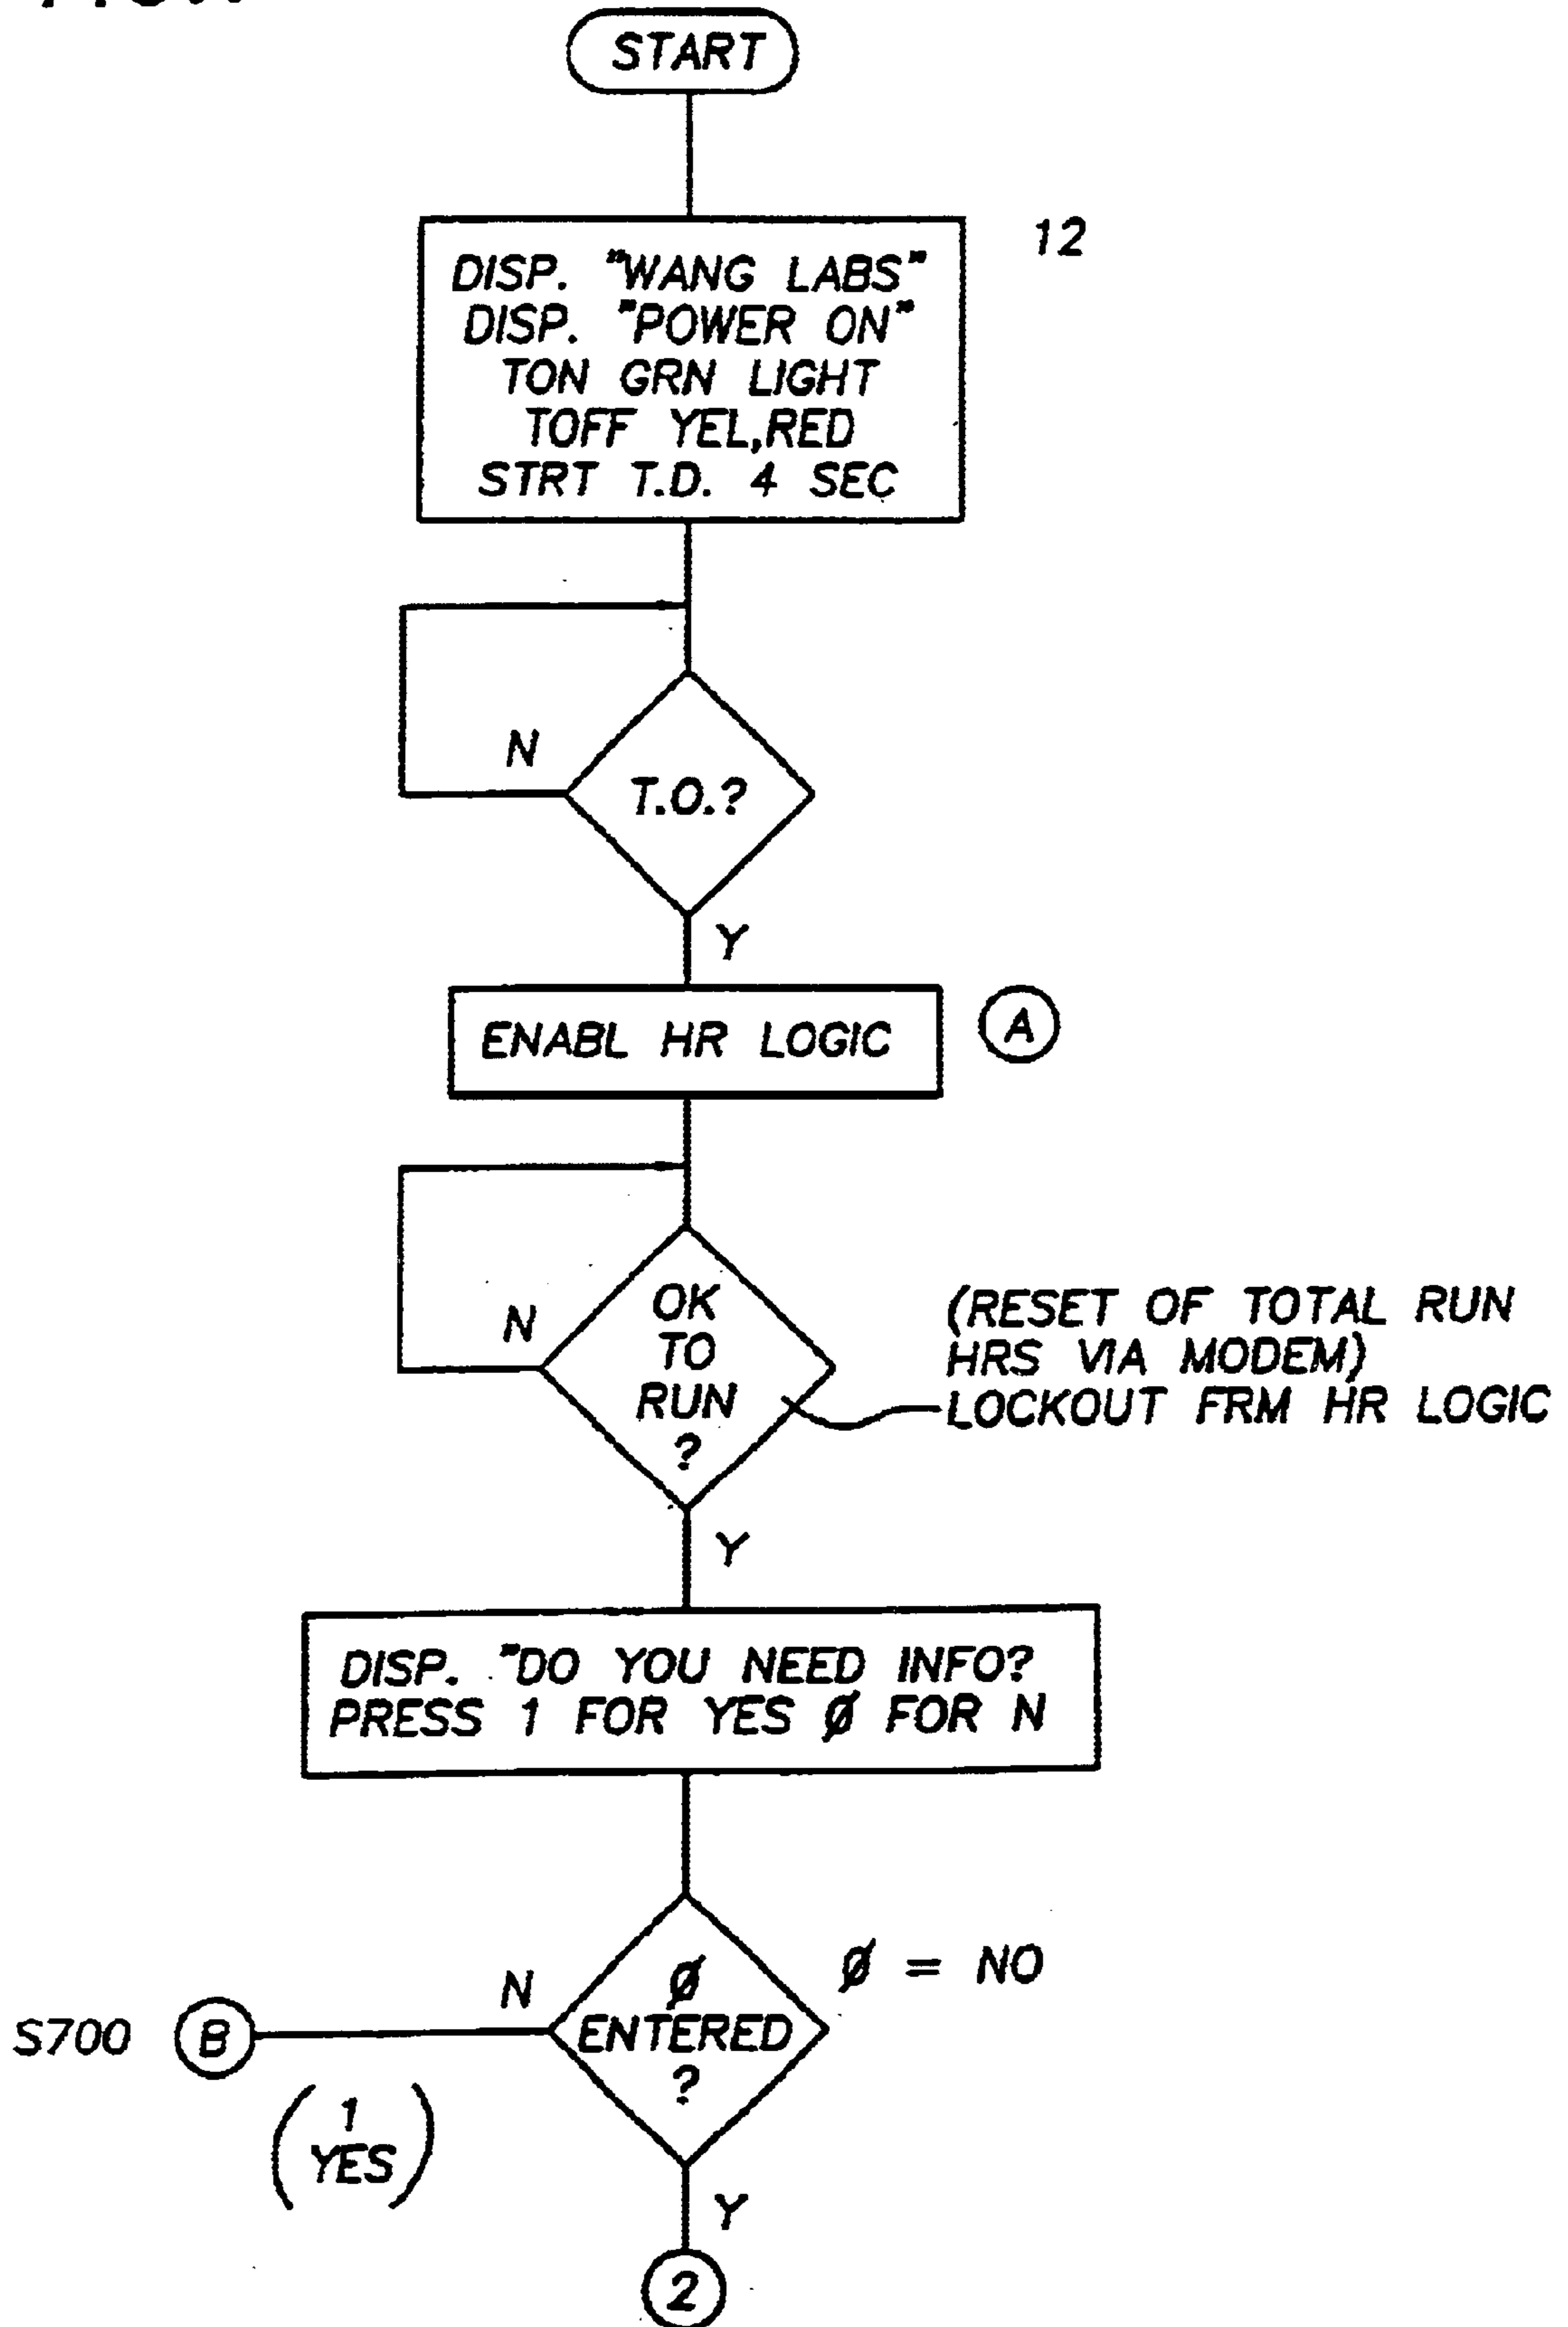 START
12
DISP. "WANG LABS"
DISP. "POWER ON"
TON GRN LIGHT
TOFF YEL,RED
STRT T.D. 4 SEC
N
T.O.?
Y
ENABL HR LOGIC
A
N
OK
TO
RUN
?
(RESET OF TOTAL RUN
HRS VIA MODEM)
LOCKOUT FRM HR LOGIC
Y
DISP. "DO YOU NEED INFO?
PRESS 1 FOR YES Ø FOR N
N
Ø
ENTERED
?
Ø = NO
S700
B
(1
YES)
Y
2